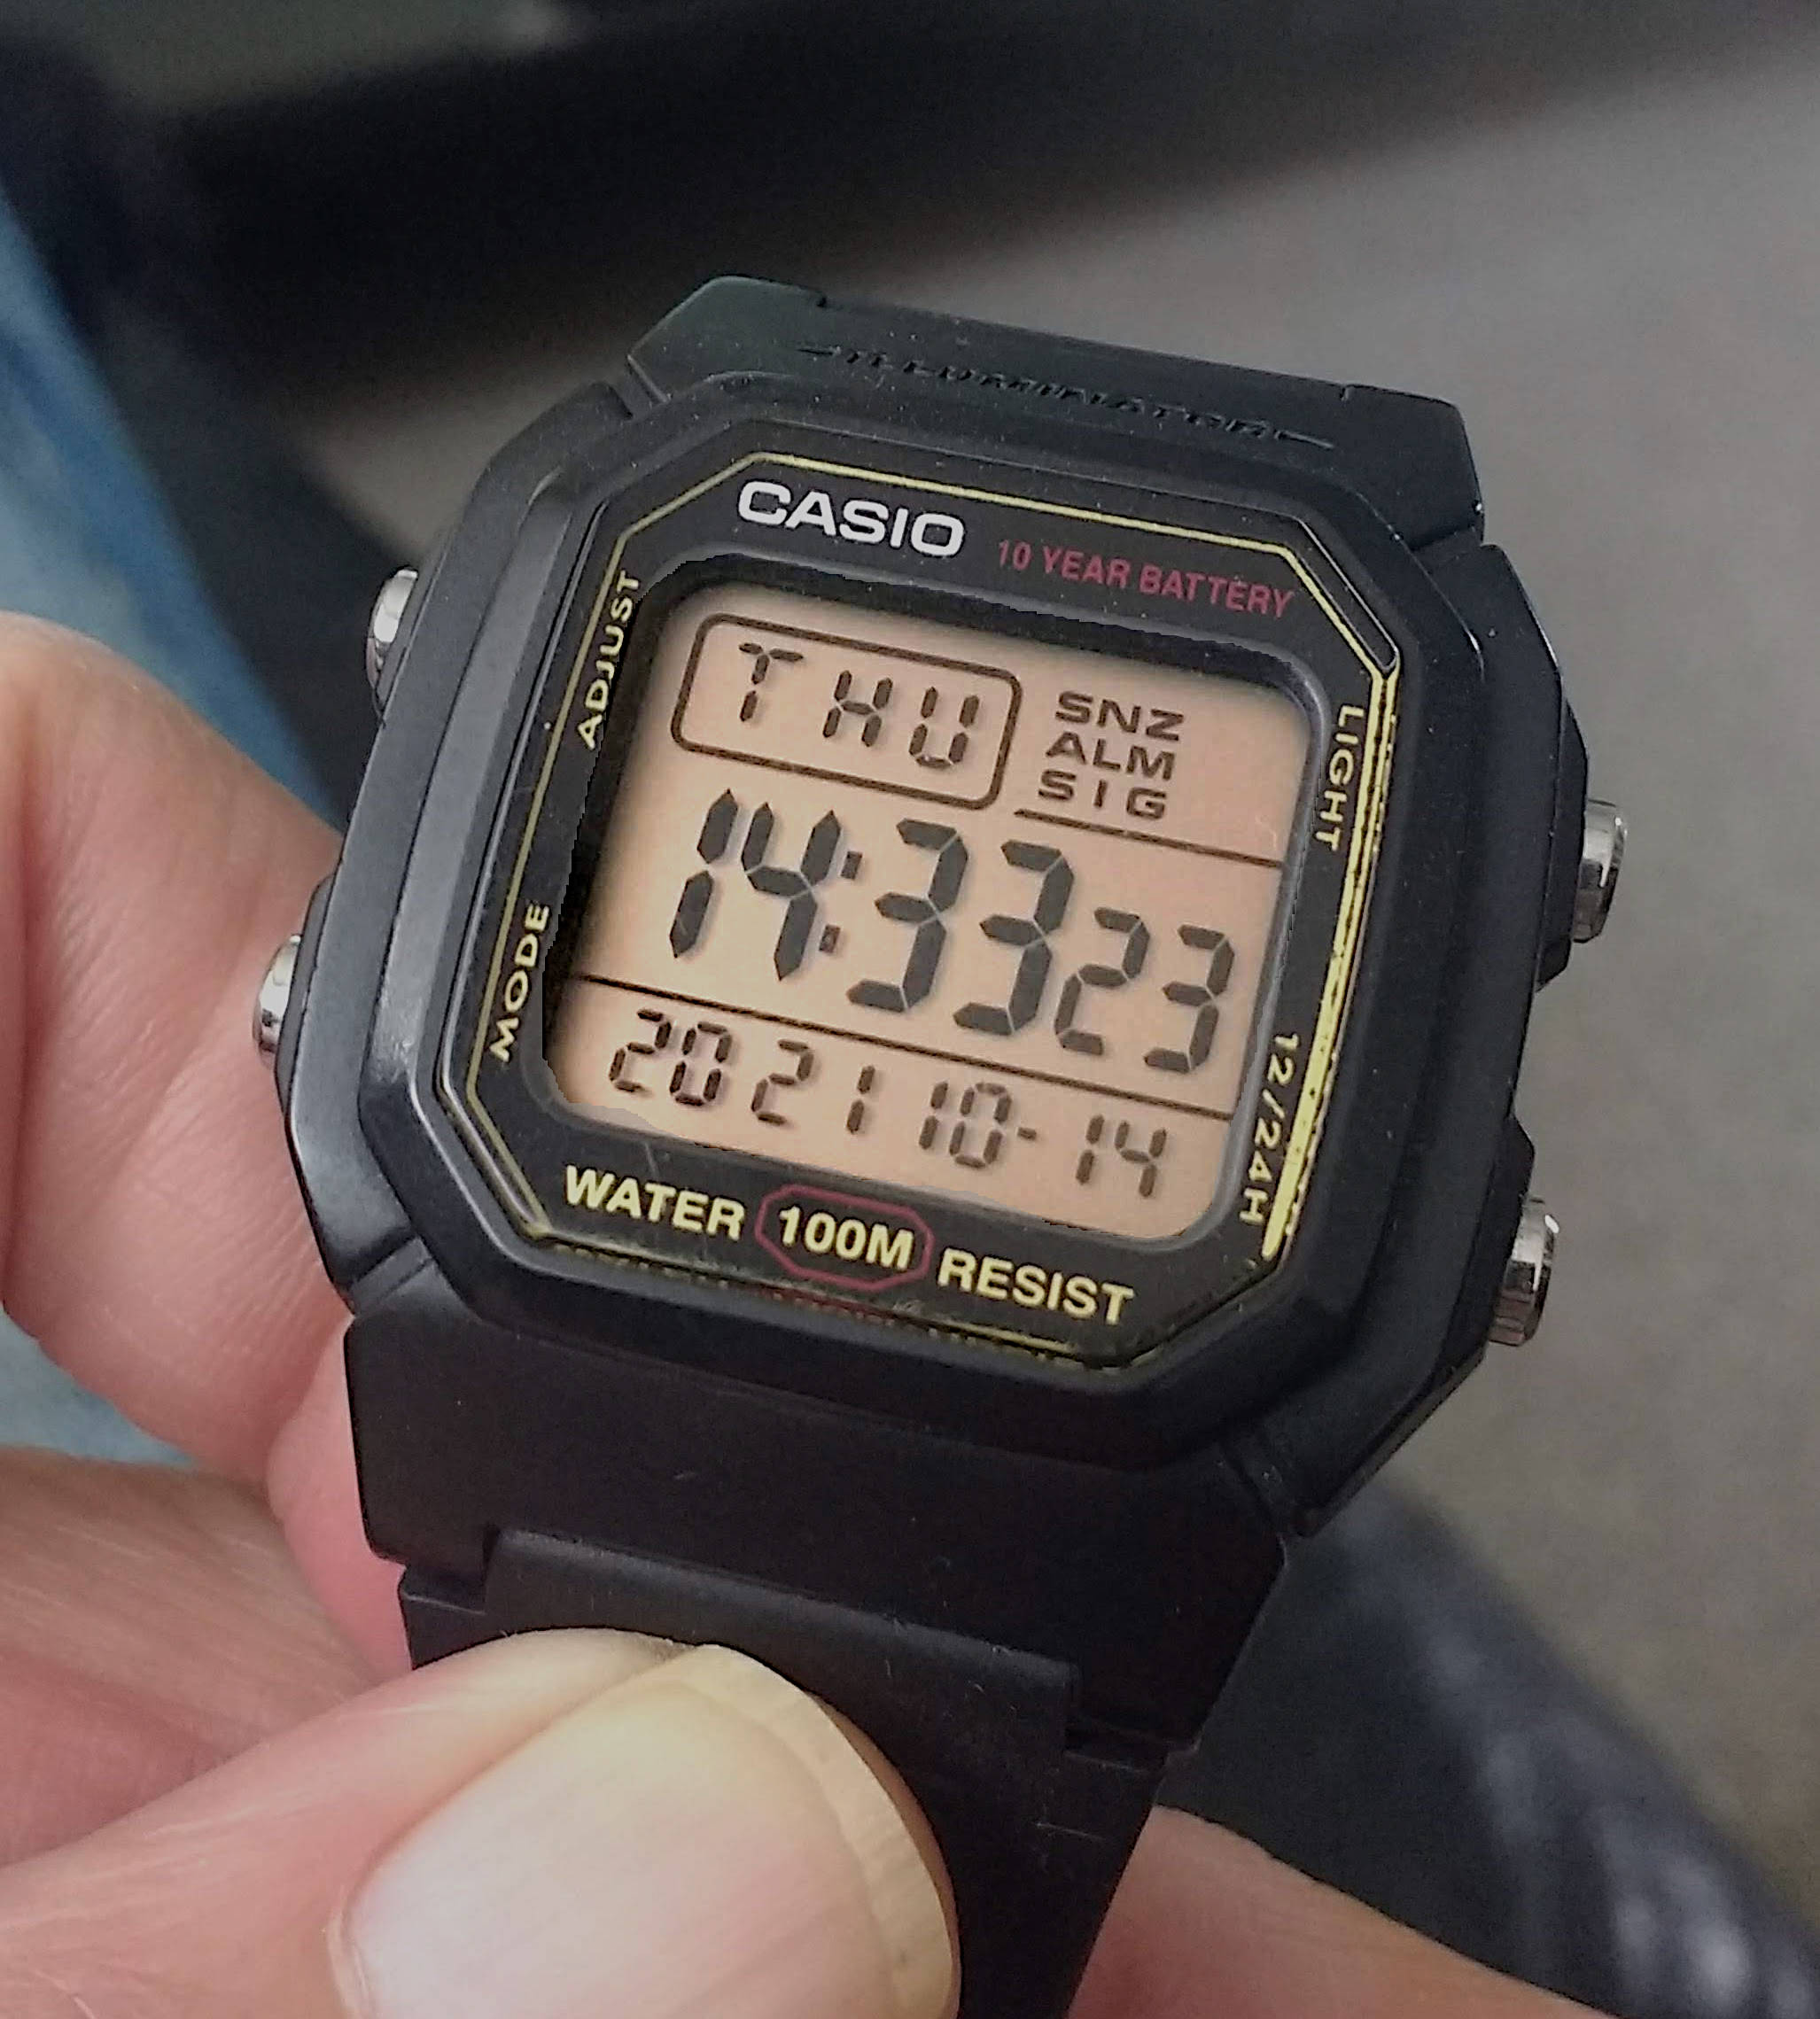 ILLUMINATOR
CASIO
10 YEAR BATTERY
ADJUST
LIGHT
THU
SNZ
ALM
SIG
14:33 23
MODE
12/24H
2021 10-14
WATER 100M RESIST